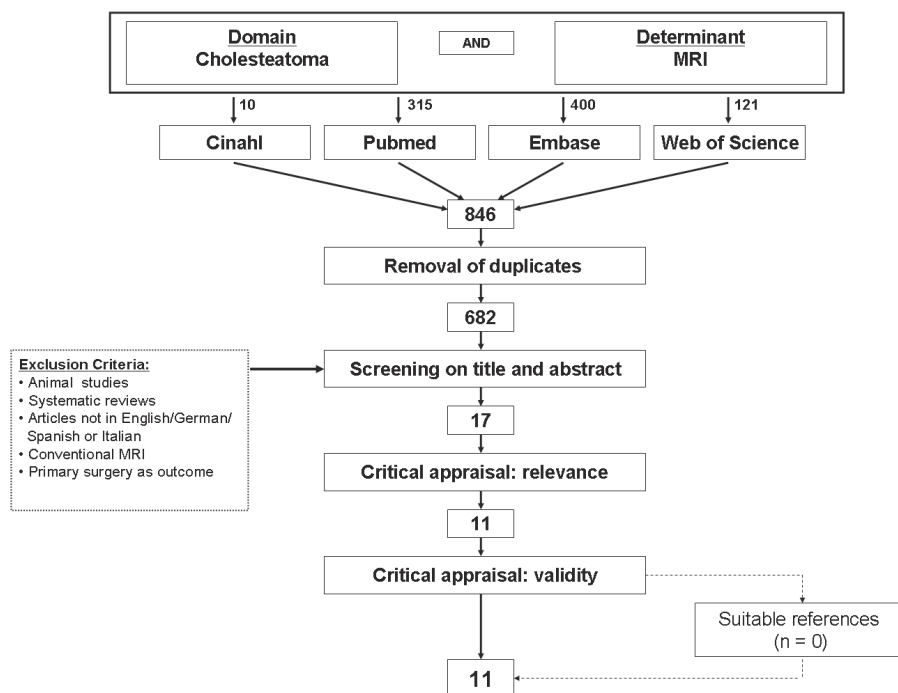 Domain
Cholesteatoma
AND
Determinant
MRI
10
315
400
121
Cinahl
Pubmed
Embase
Web of Science
846
Removal of duplicates
682
Exclusion Criteria:
• Animal studies
• Systematic reviews
• Articles not in English/German/
Spanish or Italian
• Conventional MRI
• Primary surgery as outcome
Screening on title and abstract
17
Critical appraisal: relevance
11
Critical appraisal: validity
Suitable references
(n = 0)
11